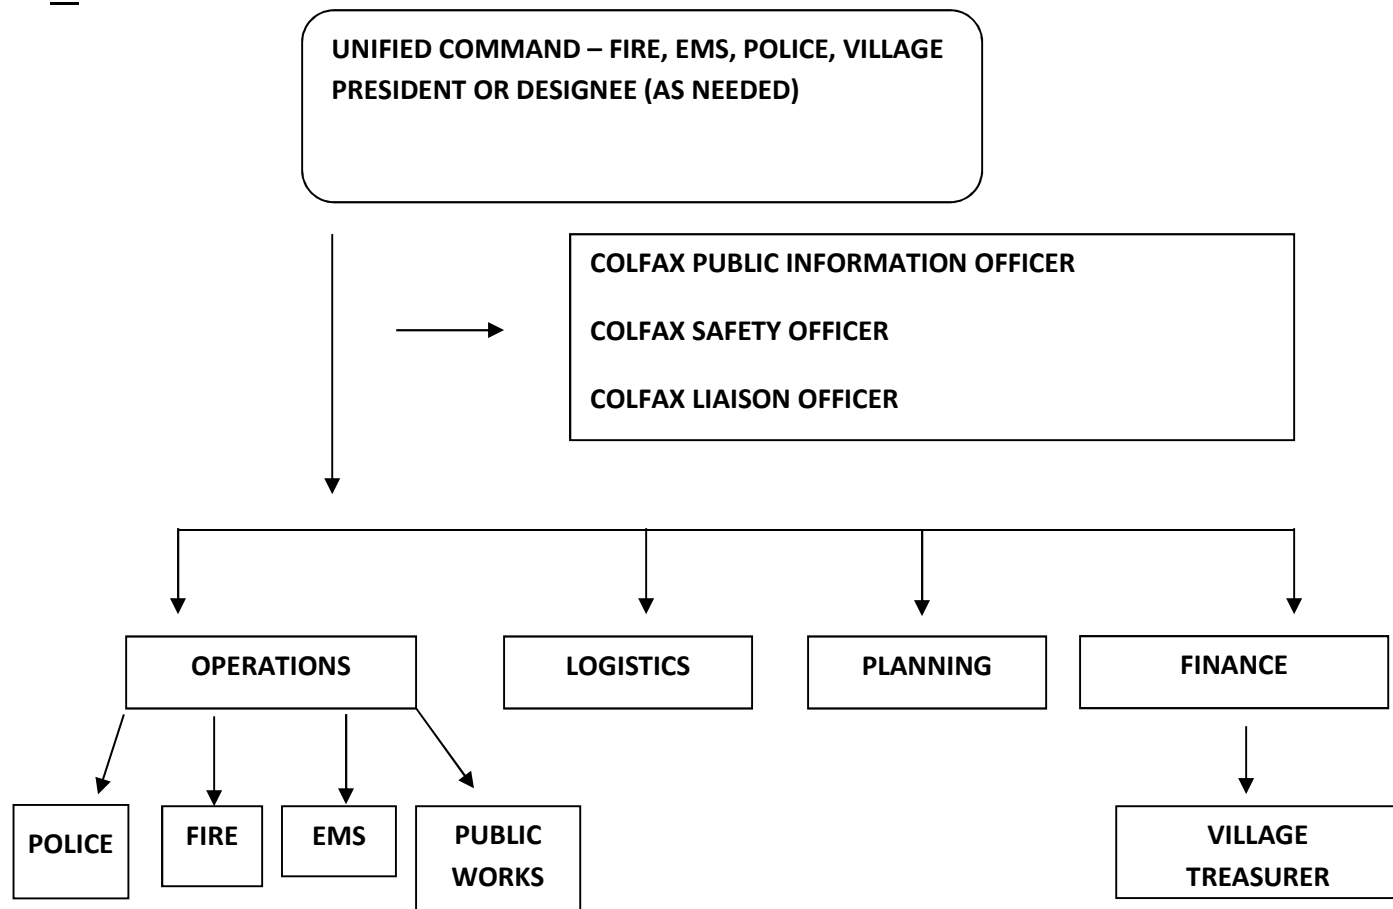 UNIFIED COMMAND – FIRE, EMS, POLICE, VILLAGE
PRESIDENT OR DESIGNEE (AS NEEDED)
COLFAX PUBLIC INFORMATION OFFICER
COLFAX SAFETY OFFICER
COLFAX LIAISON OFFICER
OPERATIONS
LOGISTICS
PLANNING
FINANCE
POLICE
FIRE
EMS
PUBLIC
WORKS
VILLAGE
TREASURER